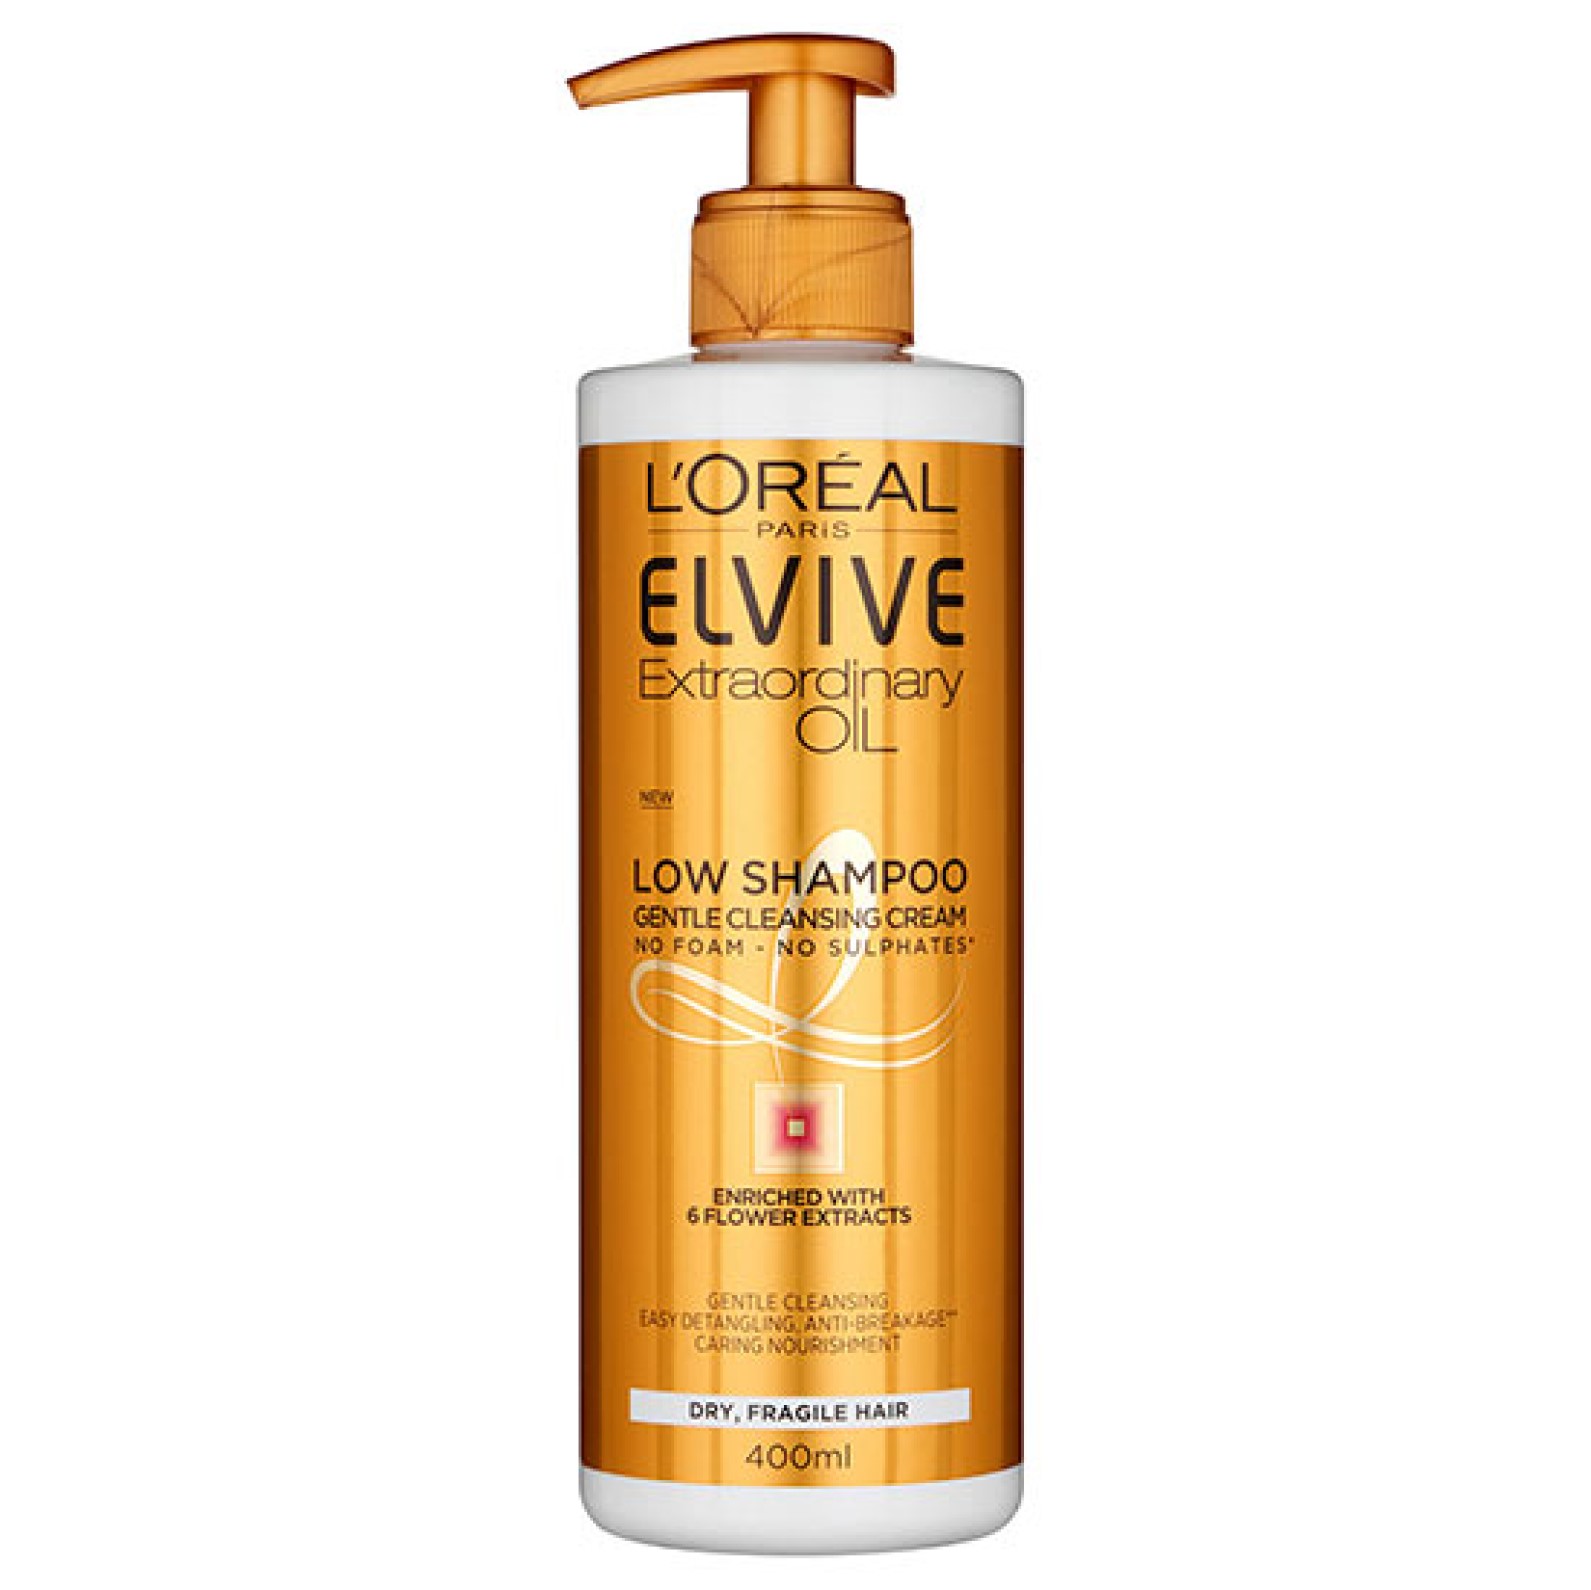 L'ORÉAL
PARIS
ELVIVE
Extraordinary
OIL
NEW
LOW SHAMPOO
GENTLE CLEANSING CREAM
NO FOAM - NO SULPHATES*
ENRICHED WITH
6 FLOWER EXTRACTS
GENTLE CLEANSING
EASY DETANGLING, ANTI-BREAKAGE**
CARING NOURISHMENT
DRY, FRAGILE HAIR
400ml